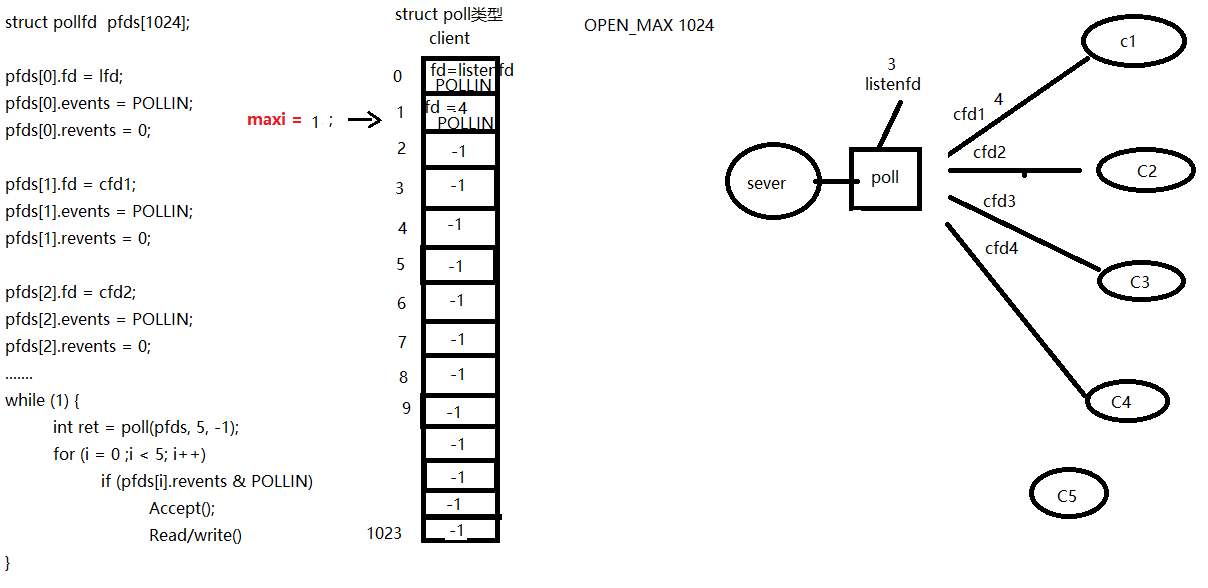 struct pollfd pfds[1024];
pfds[0].fd = lfd;
pfds[0].events = POLLIN;
pfds[0].revents = 0;
pfds[1].fd = cfd1;
pfds[1].events = POLLIN;
pfds[1].revents = 0;
pfds[2].fd = cfd2;
pfds[2].events = POLLIN;
pfds[2].revents = 0;
.......
while (1) {
int ret = poll(pfds, 5, -1);
for (i = 0 ;i < 5; i++)
if (pfds[i].revents & POLLIN)
Accept();
Read/write()
}
maxi = 1 ;
struct poll类型
client
0 fd=listenfd
POLLIN
1 fd =4
POLLIN
2 -1
3 -1
4 -1
5 -1
6 -1
7 -1
8 -1
9 -1
-1
-1
-1
1023 -1
OPEN_MAX 1024
3
listenfd
sever
poll
cfd1 4
cfd2
cfd3
cfd4
c1
C2
C3
C4
C5